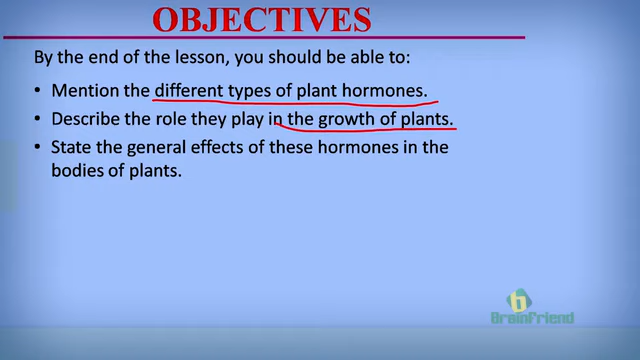 OBJECTIVES
By the end of the lesson, you should be able to:
• Mention the different types of plant hormones.
• Describe the role they play in the growth of plants.
• State the general effects of these hormones in the
bodies of plants.
b
BrainFriend